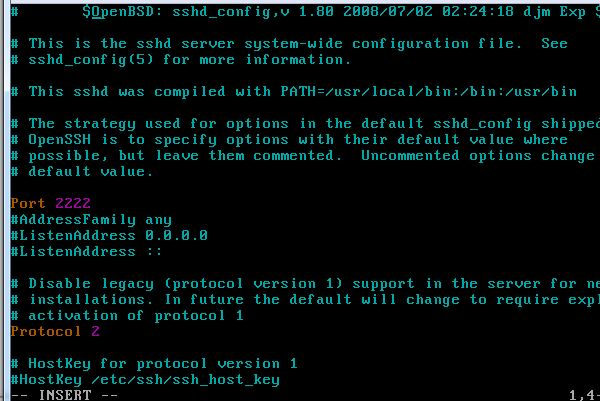 # $OpenBSD: sshd_config,v 1.80 2008/07/02 02:24:18 djm Exp $
# This is the sshd server system-wide configuration file. See
# sshd_config(5) for more information.
# This sshd was compiled with PATH=/usr/local/bin:/bin:/usr/bin
# The strategy used for options in the default sshd_config shipped
# OpenSSH is to specify options with their default value where
# possible, but leave them commented. Uncommented options change
# default value.
Port 2222
#AddressFamily any
#ListenAddress 0.0.0.0
#ListenAddress ::
# Disable legacy (protocol version 1) support in the server for ne
# installations. In future the default will change to require expl
# activation of protocol 1
Protocol 2
# HostKey for protocol version 1
#HostKey /etc/ssh/ssh_host_key
-- INSERT -- 1,4-